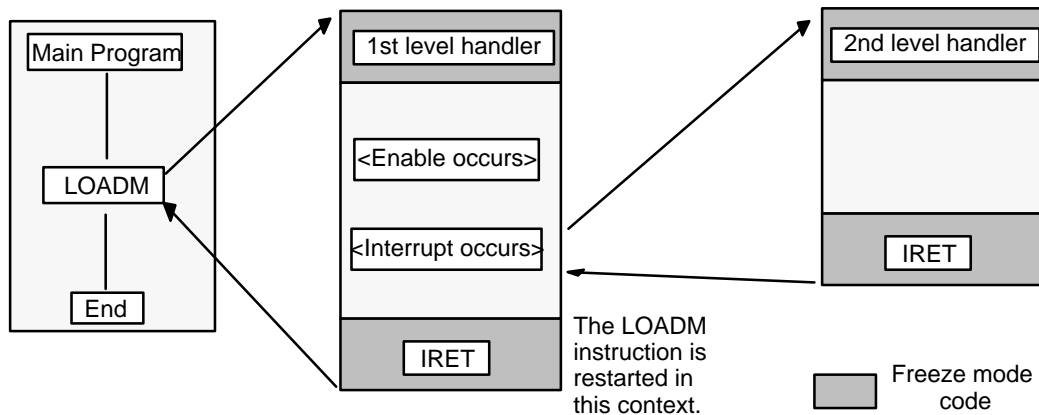 Main Program
LOADM
End
1st level handler
<Enable occurs>
<Interrupt occurs>
IRET
2nd level handler
IRET
The LOADM
instruction is
restarted in
this context.
Freeze mode
code